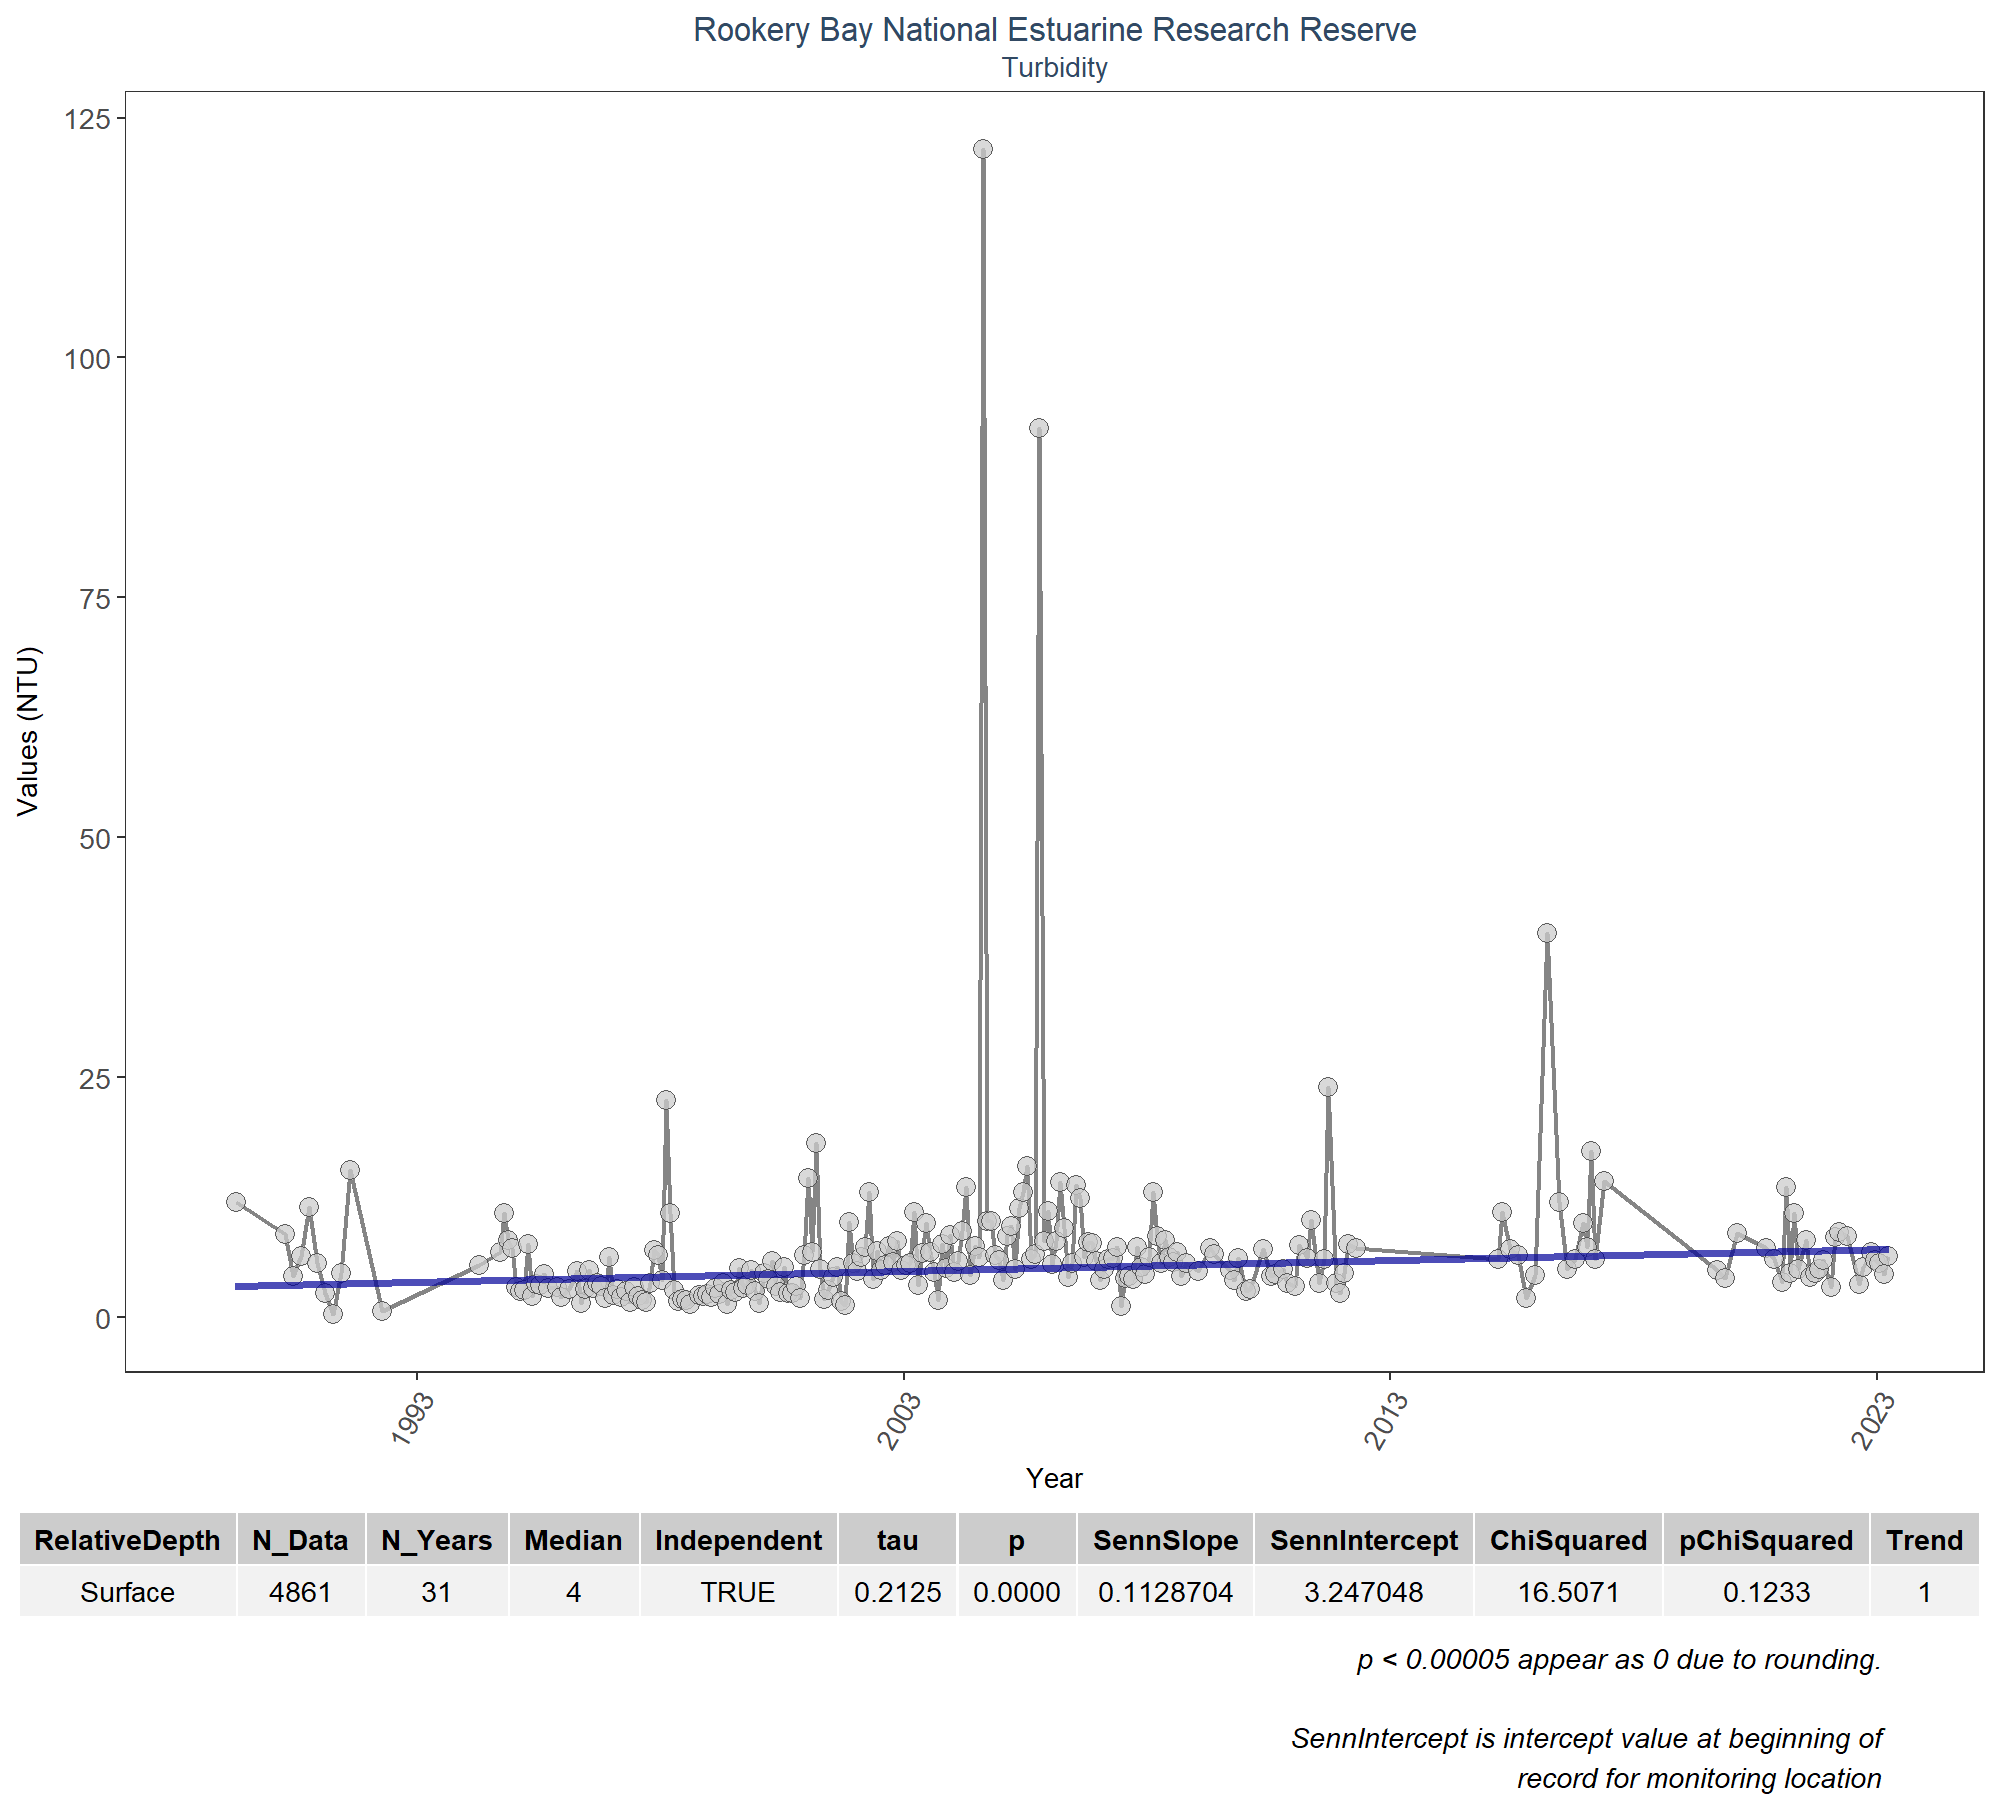 Rookery Bay National Estuarine Research Reserve
Turbidity
125
100
75
50
25
0
Values (NTU)
1993
2003
2013
2023
Year
RelativeDepth N_Data N_Years Median Independent tau p SennSlope SennIntercept ChiSquared pChiSquared Trend
Surface 4861 31 4 TRUE 0.2125 0.0000 0.1128704 3.247048 16.5071 0.1233 1
p < 0.00005 appear as 0 due to rounding.
SennIntercept is intercept value at beginning of
record for monitoring location